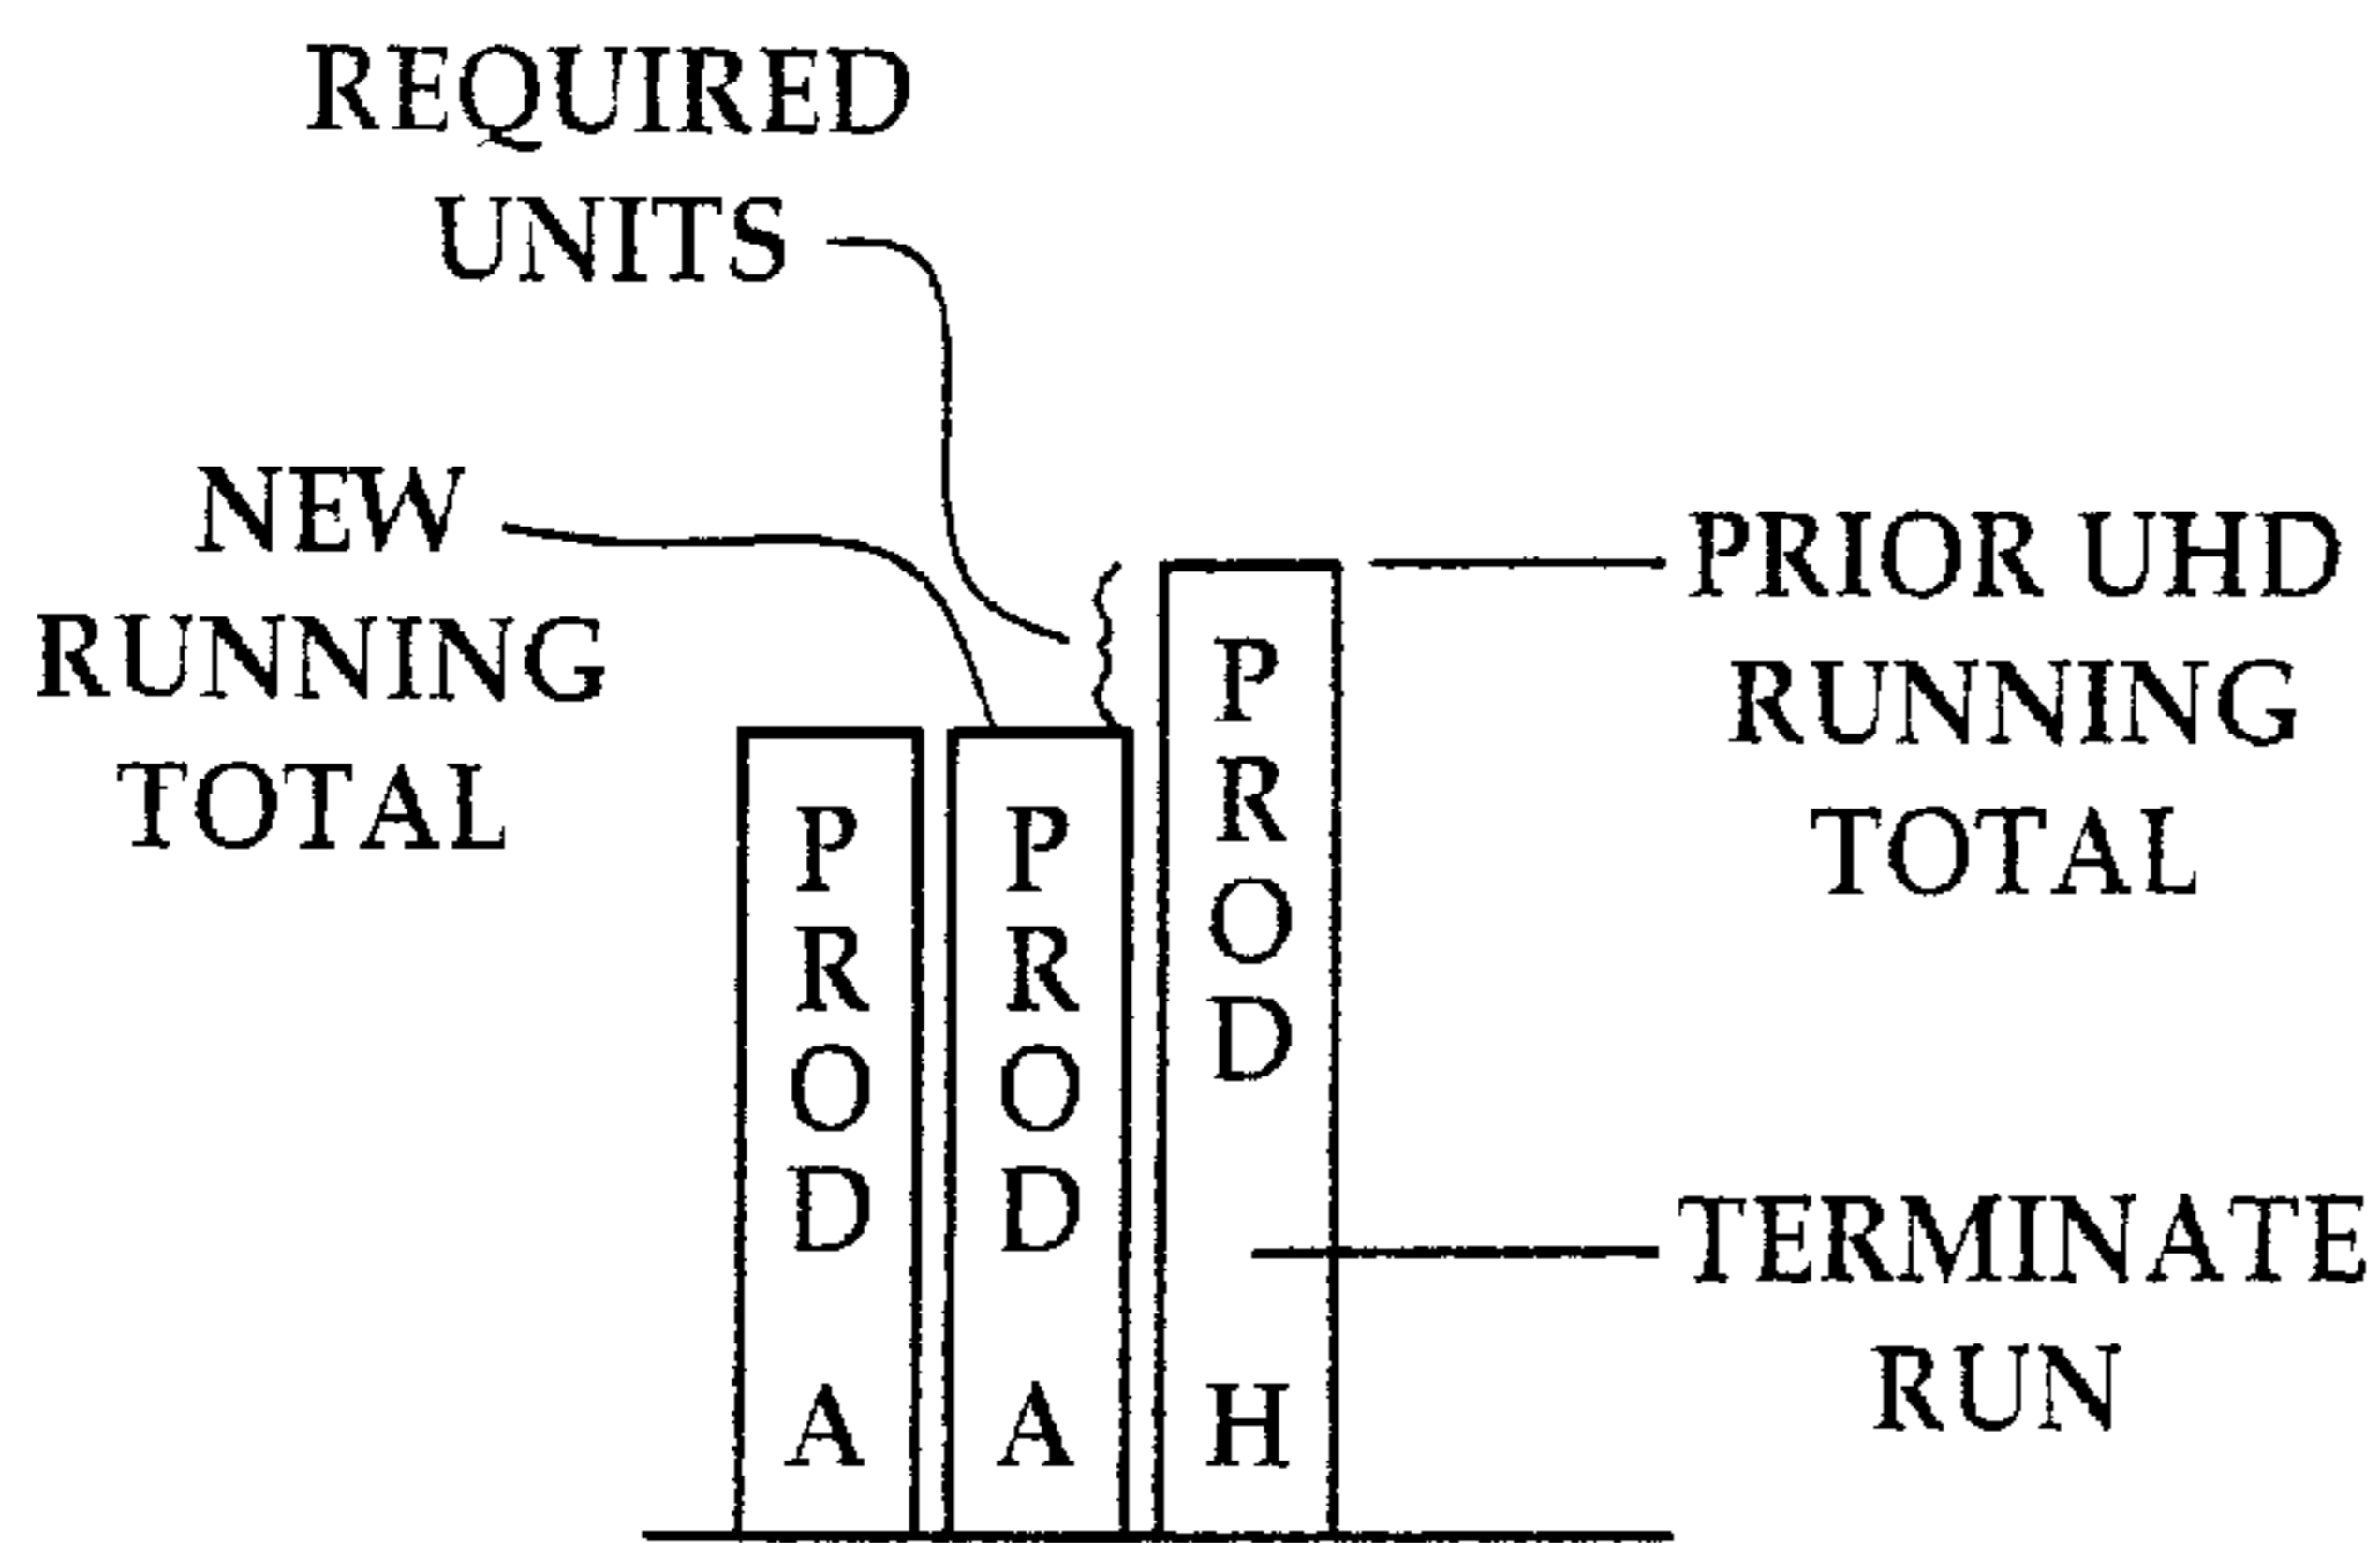 REQUIRED
UNITS
NEW
RUNNING
TOTAL
PRIOR UHD
RUNNING
TOTAL
PROD A
PROD A
PROD H
TERMINATE
RUN